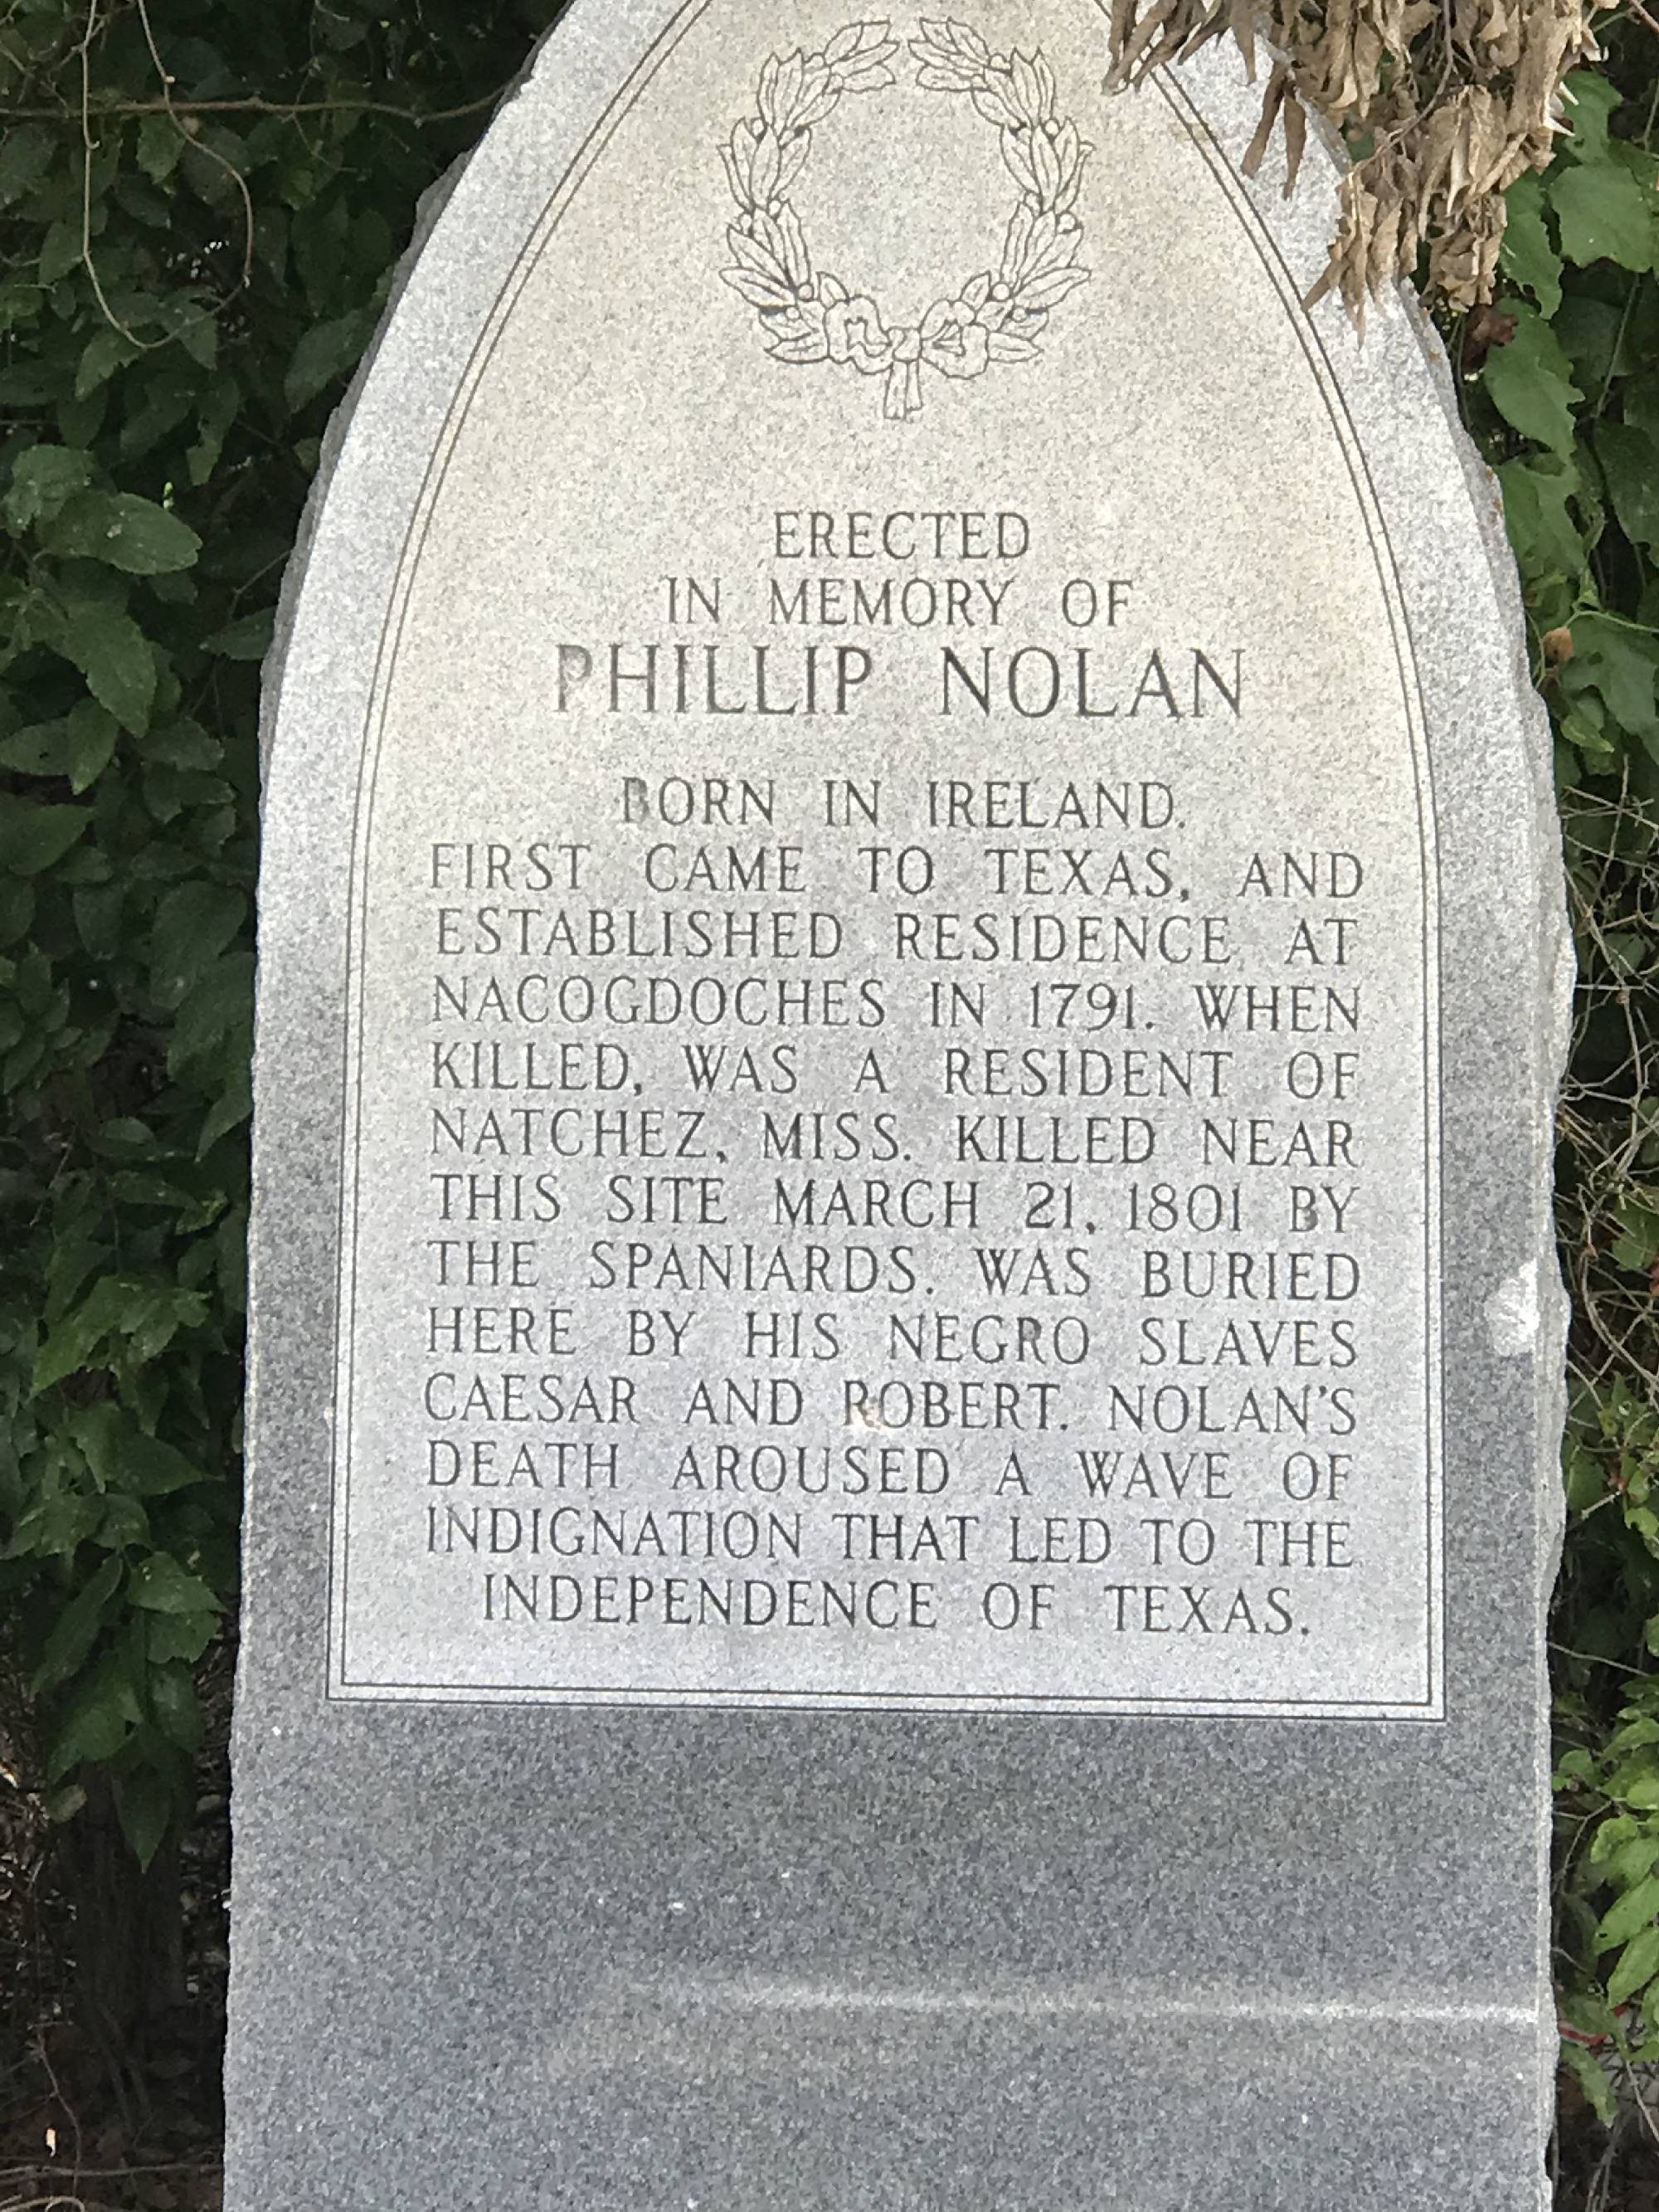 ERECTED
IN MEMORY OF
PHILLIP NOLAN
BORN IN IRELAND.
FIRST CAME TO TEXAS, AND
ESTABLISHED RESIDENCE AT
NACOGDOCHES IN 1791. WHEN
KILLED, WAS A RESIDENT OF
NATCHEZ, MISS. KILLED NEAR
THIS SITE MARCH 21, 1801 BY
THE SPANIARDS. WAS BURIED
HERE BY HIS NEGRO SLAVES
CAESAR AND ROBERT. NOLAN'S
DEATH AROUSED A WAVE OF
INDIGNATION THAT LED TO THE
INDEPENDENCE OF TEXAS.